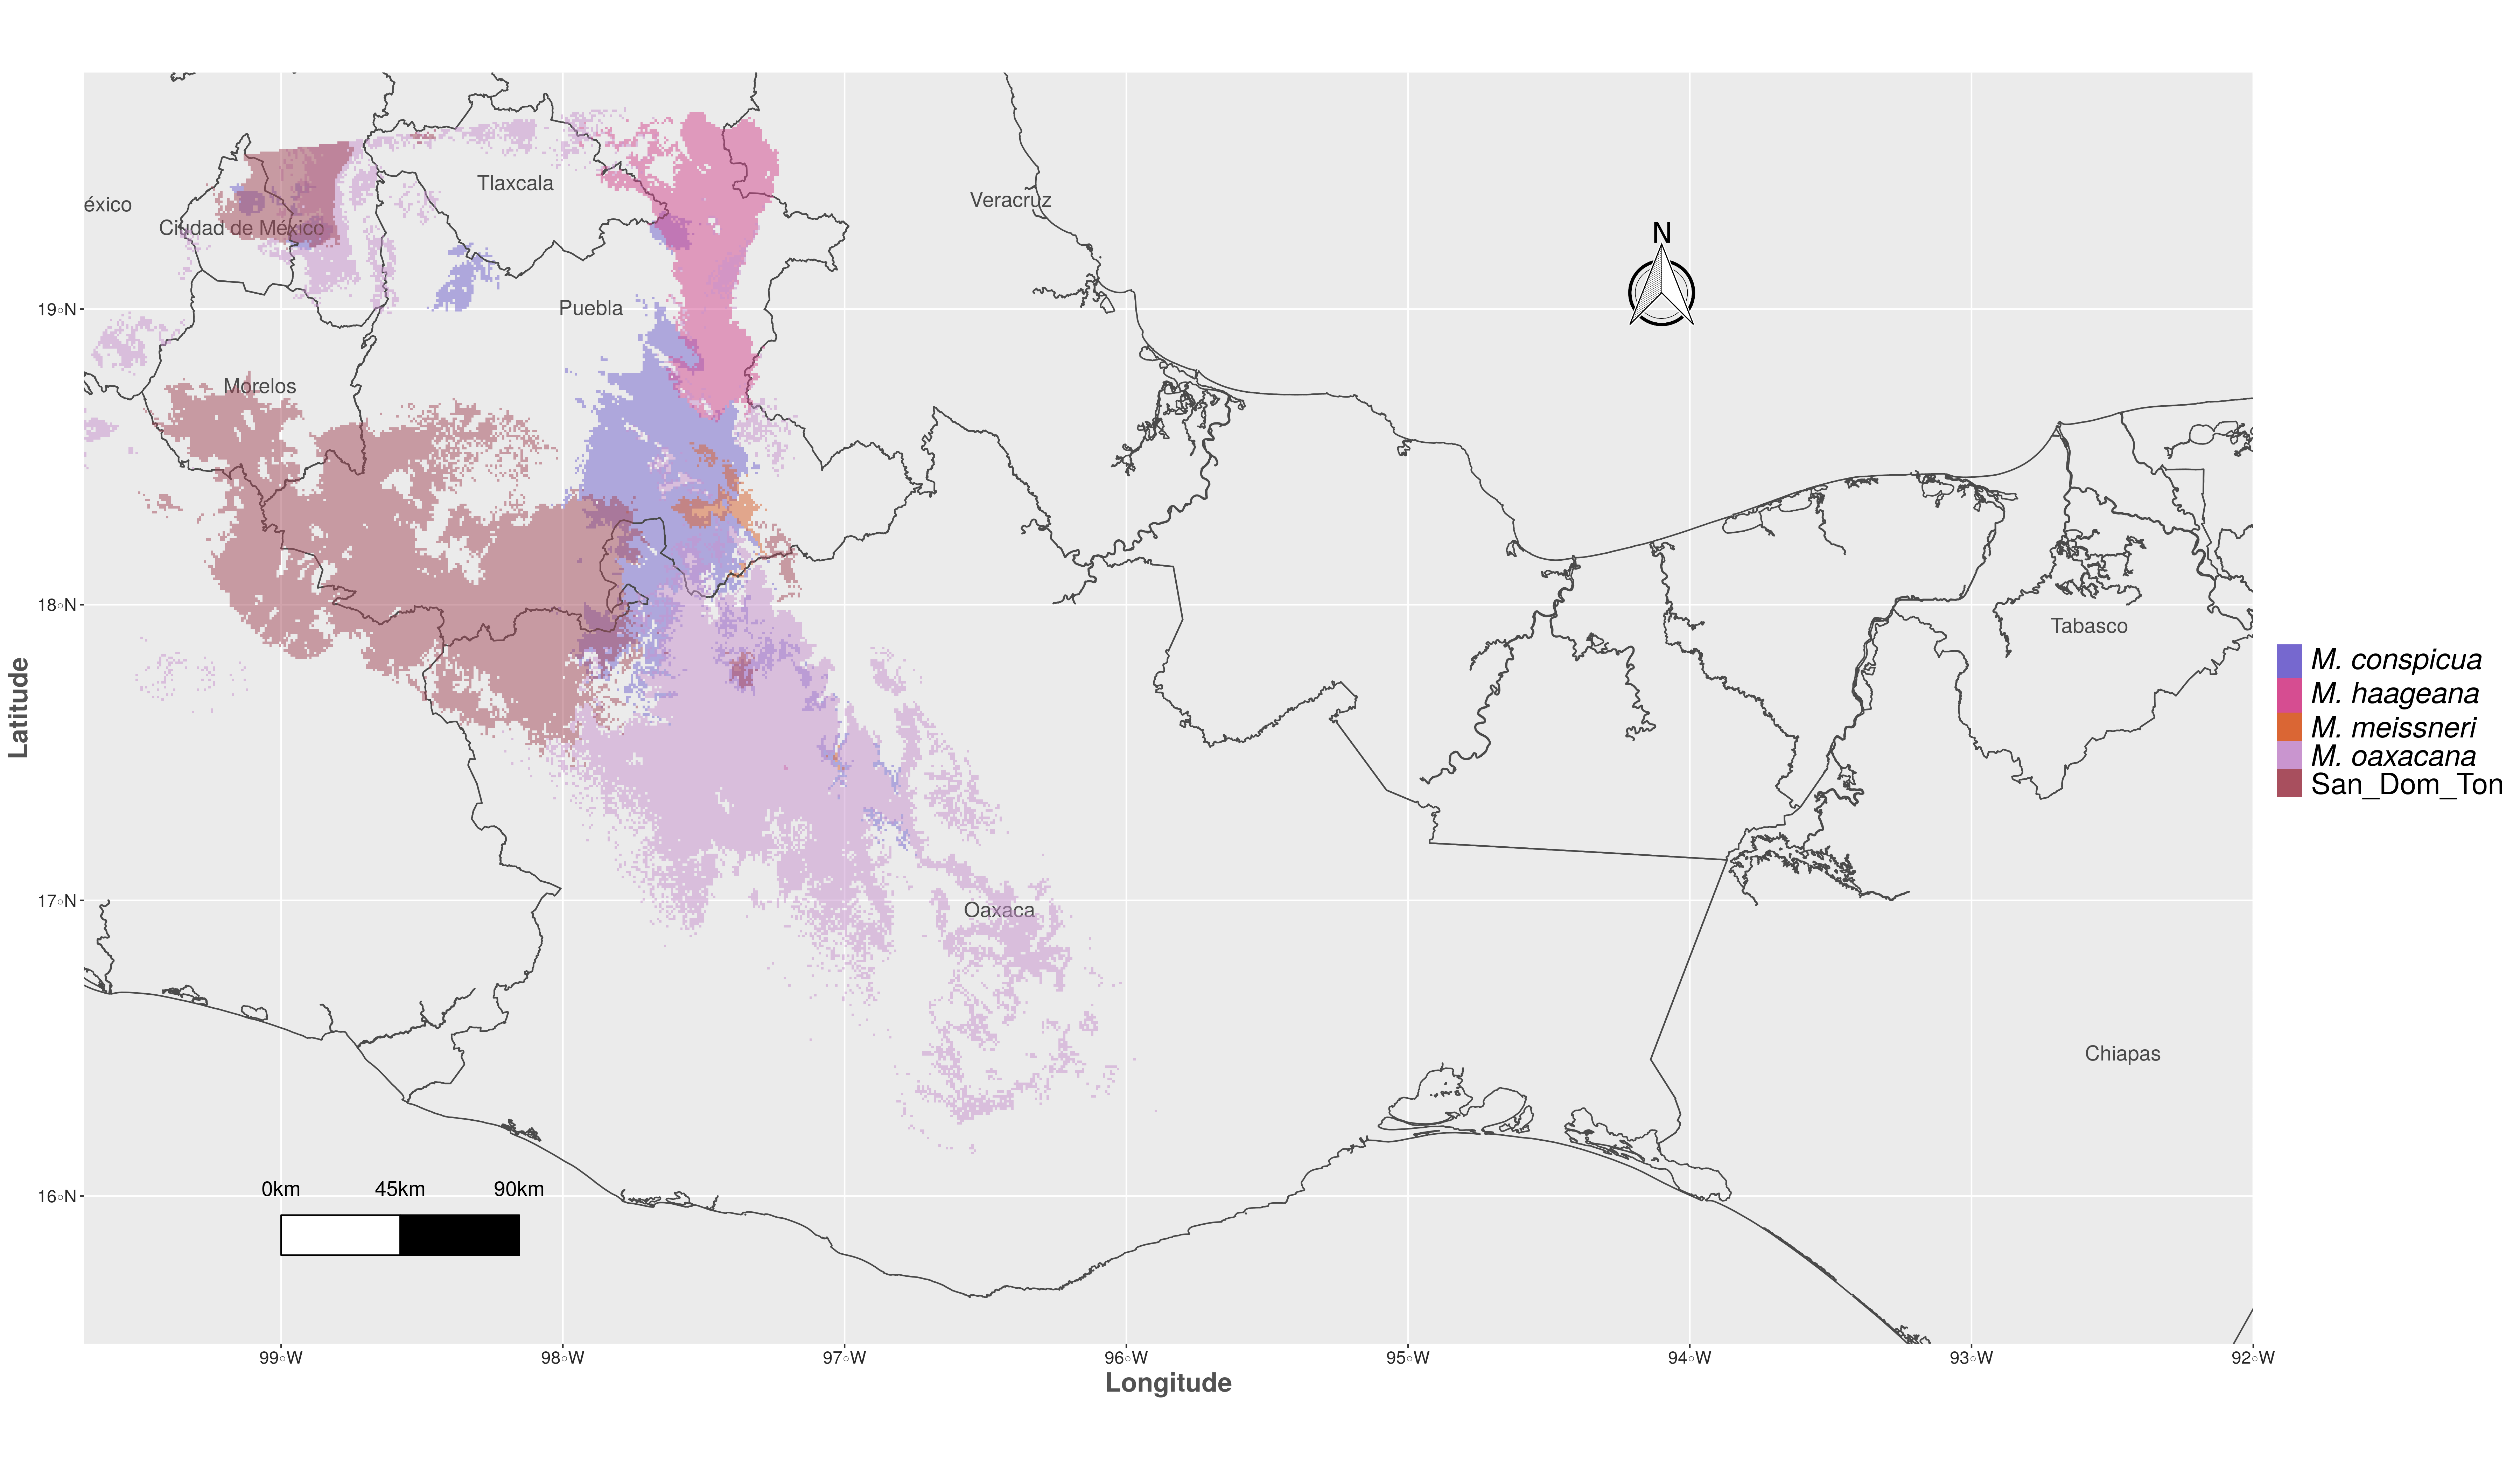 N
Tlaxcala
éxico
Veracruz
Ciudad de México
19◦N
Puebla
Morelos
18◦N
Tabasco
Latitude
M. conspicua
M. haageana
M. meissneri
M. oaxacana
San_Dom_Ton
17◦N
Oaxaca
Chiapas
0km 45km 90km
16◦N
99◦W 98◦W 97◦W 96◦W 95◦W 94◦W 93◦W 92◦W
Longitude